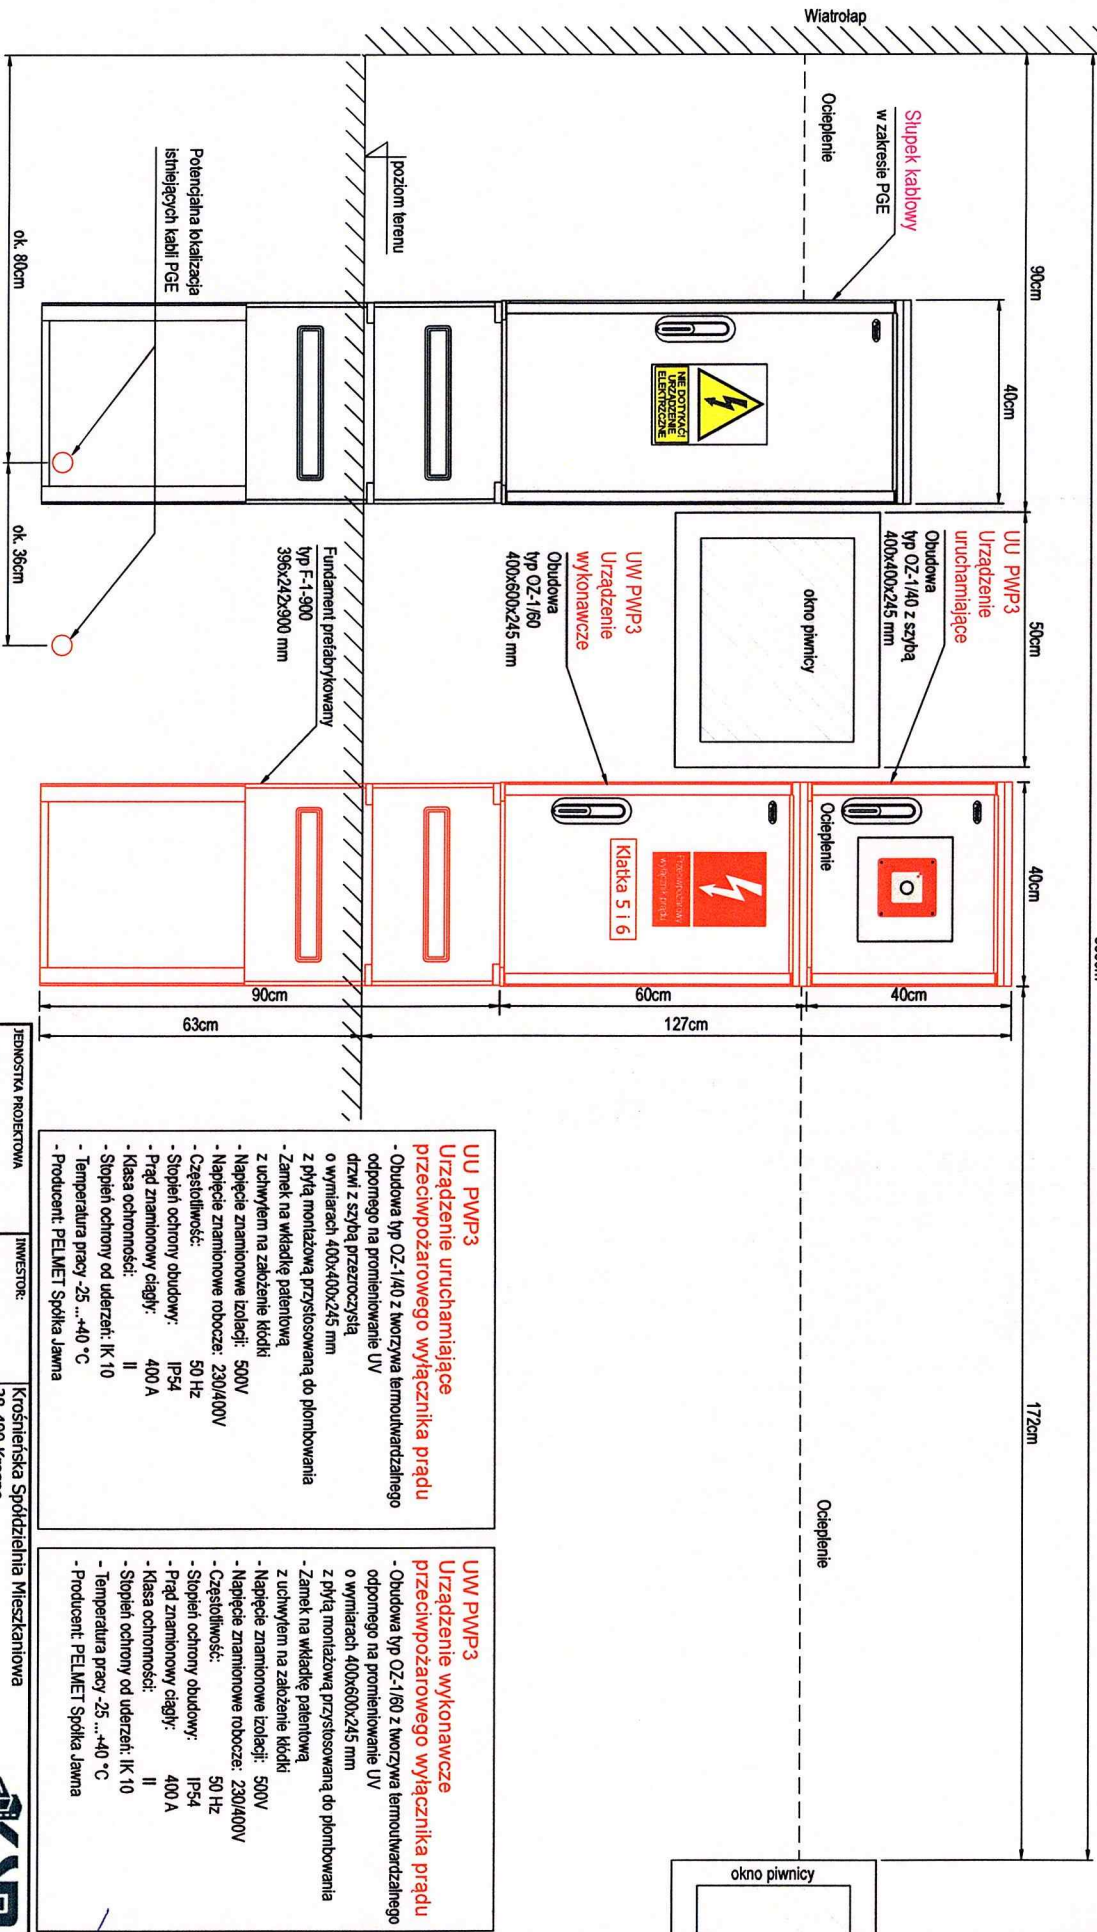 Wiatrołap
90cm
40cm
50cm
40cm
172cm
Słupek kablowy
w zakresie PGE
Ocieplenie
poziom terenu
Potencjalna lokalizacja
istniejących kabli PGE
ok. 80cm
ok. 36cm
NIE DOTYKAĆ!
URZĄDZENIE
ELEKTRZCZNE
UU PWP3
Urządzenie
uruchamiające
Obudowa
typ OZ-1/40 z szybą
400x400x245 mm
okno piwnicy
UW PWP3
Urządzenie
wykonawcze
Obudowa
typ OZ-1/60
400x600x245 mm
Fundament prefabrykowany
typ F-1-900
396x242x900 mm
Ocieplenie
Przeciwpożarowy
wyłącznik prądu
Klatka 5 i 6
40cm
60cm
90cm
127cm
63cm
Ocieplenie
okno piwnicy
UU PWP3
Urządzenie uruchamiające
przeciwpożarowego wyłącznika prądu
- Obudowa typ OZ-1/40 z tworzywa termoutwardzalnego
odpornego na promieniowanie UV
drzwi z szybą przezroczystą
o wymiarach 400x400x245 mm
z płytą montażową przystosowaną do plombowania
- Zamek na wkładkę patentową
z uchwytem na założenie kłódki
- Napięcie znamionowe izolacji: 500V
- Napięcie znamionowe robocze: 230/400V
- Częstotliwość: 50 Hz
- Stopień ochrony obudowy: IP54
- Prąd znamionowy ciągły: 400 A
- Klasa ochronności: II
- Stopień ochrony od uderzeń: IK 10
- Temperatura pracy -25 ...+40 °C
- Producent: PELMET Spółka Jawna
UW PWP3
Urządzenie wykonawcze
przeciwpożarowego wyłącznika prądu
- Obudowa typ OZ-1/60 z tworzywa termoutwardzalnego
odpornego na promieniowanie UV
o wymiarach 400x600x245 mm
z płytą montażową przystosowaną do plombowania
- Zamek na wkładkę patentową
z uchwytem na założenie kłódki
- Napięcie znamionowe izolacji: 500V
- Napięcie znamionowe robocze: 230/400V
- Częstotliwość: 50 Hz
- Stopień ochrony obudowy: IP54
- Prąd znamionowy ciągły: 400 A
- Klasa ochronności: II
- Stopień ochrony od uderzeń: IK 10
- Temperatura pracy -25 ...+40 °C
- Producent: PELMET Spółka Jawna
JEDNOSTKA PROJEKTOWA
INWESTOR:
Krośnieńska Spółdzielnia Mieszkaniowa